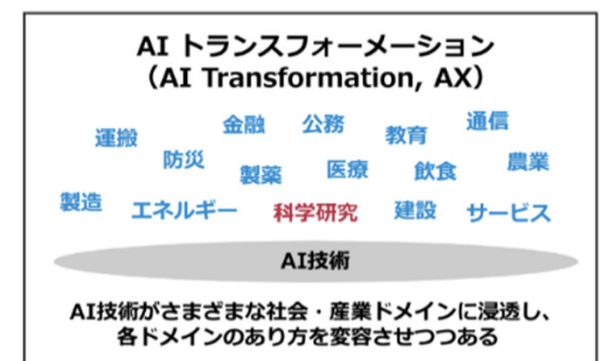 AI トランスフォーメーション
（AI Transformation, AX）
運搬 金融 公務 教育 通信
防災 製薬 医療 飲食 農業
製造 エネルギー 科学研究 建設 サービス
AI技術
AI技術がさまざまな社会・産業ドメインに浸透し、
各ドメインのあり方を変容させつつある